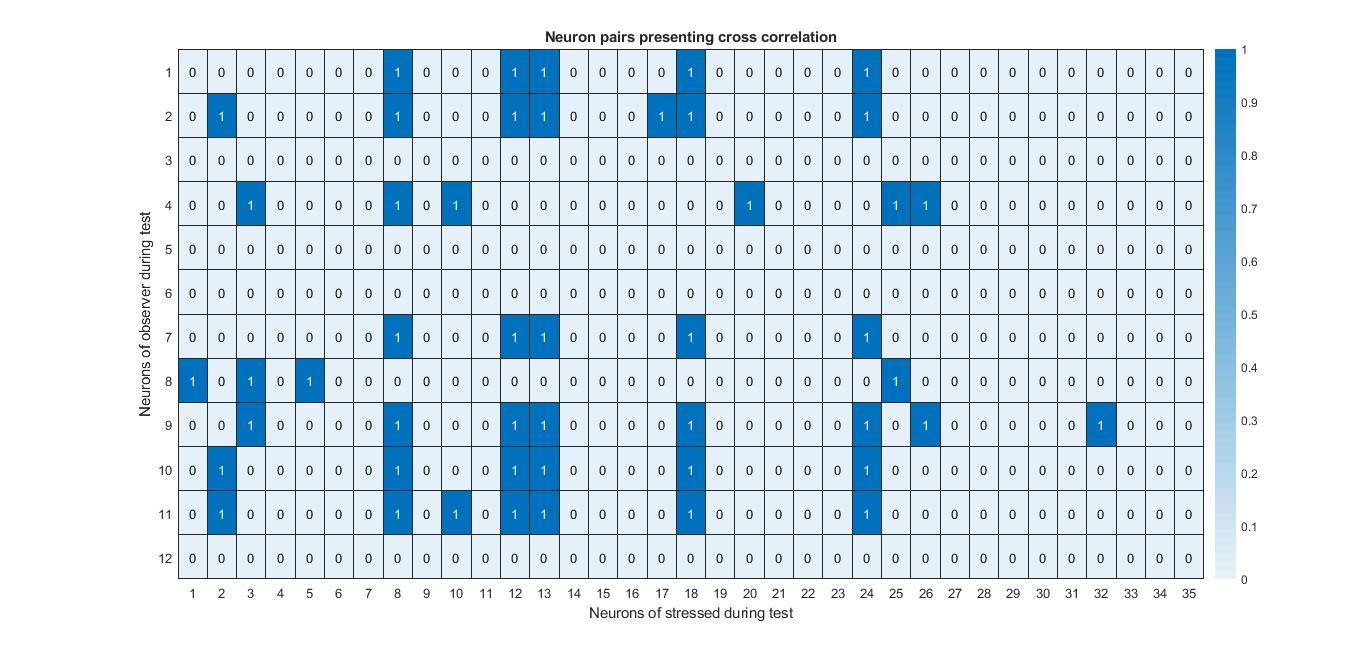 Neuron pairs presenting cross correlation
Neurons of observer during test
1 0 0 0 0 0 0 0 1 0 0 0 1 1 0 0 0 0 1 0 0 0 0 0 1 0 0 0 0 0 0 0 0 0 0 0
2 0 1 0 0 0 0 0 1 0 0 0 1 1 0 0 0 1 1 0 0 0 0 0 1 0 0 0 0 0 0 0 0 0 0 0
3 0 0 0 0 0 0 0 0 0 0 0 0 0 0 0 0 0 0 0 0 0 0 0 0 0 0 0 0 0 0 0 0 0 0 0
4 0 0 1 0 0 0 0 1 0 1 0 0 0 0 0 0 0 0 0 1 0 0 0 0 1 1 0 0 0 0 0 0 0 0 0
5 0 0 0 0 0 0 0 0 0 0 0 0 0 0 0 0 0 0 0 0 0 0 0 0 0 0 0 0 0 0 0 0 0 0 0
6 0 0 0 0 0 0 0 0 0 0 0 0 0 0 0 0 0 0 0 0 0 0 0 0 0 0 0 0 0 0 0 0 0 0 0
7 0 0 0 0 0 0 0 1 0 0 0 1 1 0 0 0 0 1 0 0 0 0 0 1 0 0 0 0 0 0 0 0 0 0 0
8 1 0 1 0 1 0 0 0 0 0 0 0 0 0 0 0 0 0 0 0 0 0 0 0 1 0 0 0 0 0 0 0 0 0 0
9 0 0 1 0 0 0 0 1 0 0 0 1 1 0 0 0 0 1 0 0 0 0 0 1 0 1 0 0 0 0 0 1 0 0 0
10 0 1 0 0 0 0 0 1 0 0 0 1 1 0 0 0 0 1 0 0 0 0 0 1 0 0 0 0 0 0 0 0 0 0 0
11 0 1 0 0 0 0 0 1 0 1 0 1 1 0 0 0 0 1 0 0 0 0 0 1 0 0 0 0 0 0 0 0 0 0 0
12 0 0 0 0 0 0 0 0 0 0 0 0 0 0 0 0 0 0 0 0 0 0 0 0 0 0 0 0 0 0 0 0 0 0 0
1 2 3 4 5 6 7 8 9 10 11 12 13 14 15 16 17 18 19 20 21 22 23 24 25 26 27 28 29 30 31 32 33 34 35
Neurons of stressed during test
1
0.9
0.8
0.7
0.6
0.5
0.4
0.3
0.2
0.1
0